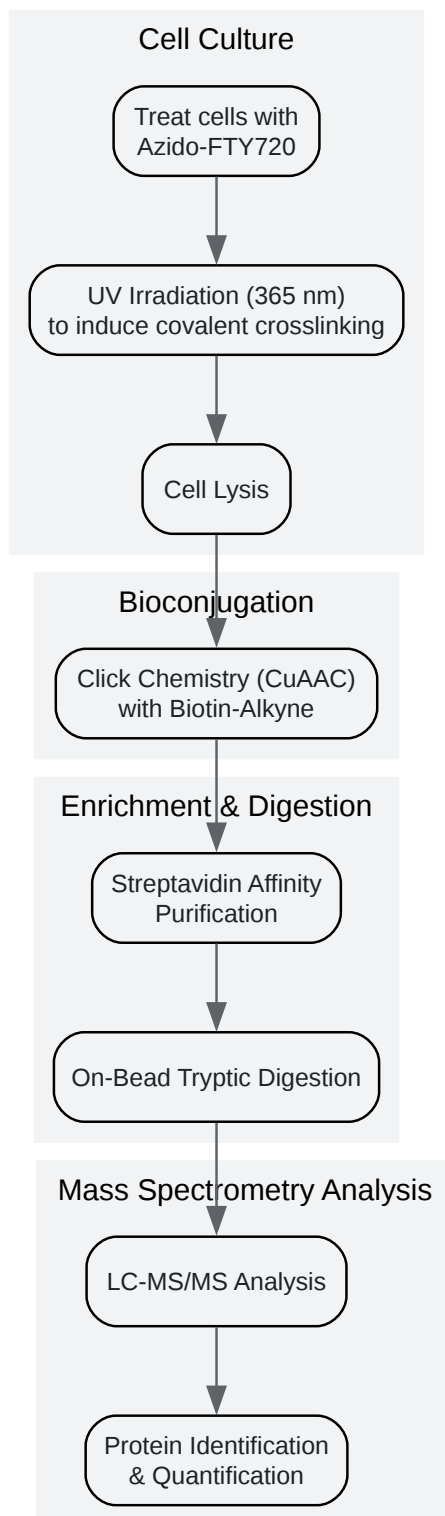 Cell Culture
Treat cells with
Azido-FTY720
UV Irradiation (365 nm)
to induce covalent crosslinking
Cell Lysis
Bioconjugation
Click Chemistry (CuAAC)
with Biotin-Alkyne
Enrichment & Digestion
Streptavidin Affinity
Purification
On-Bead Tryptic Digestion
Mass Spectrometry Analysis
LC-MS/MS Analysis
Protein Identification
& Quantification